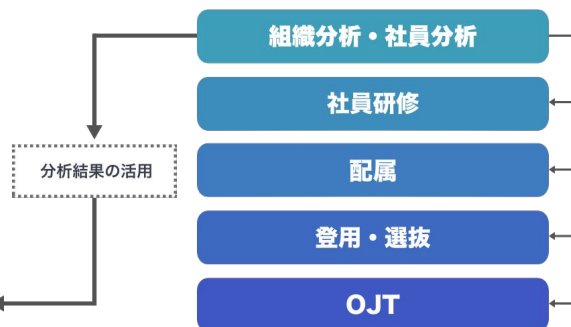 組織分析・社員分析
社員研修
分析結果の活用
配属
登用・選抜
OJT